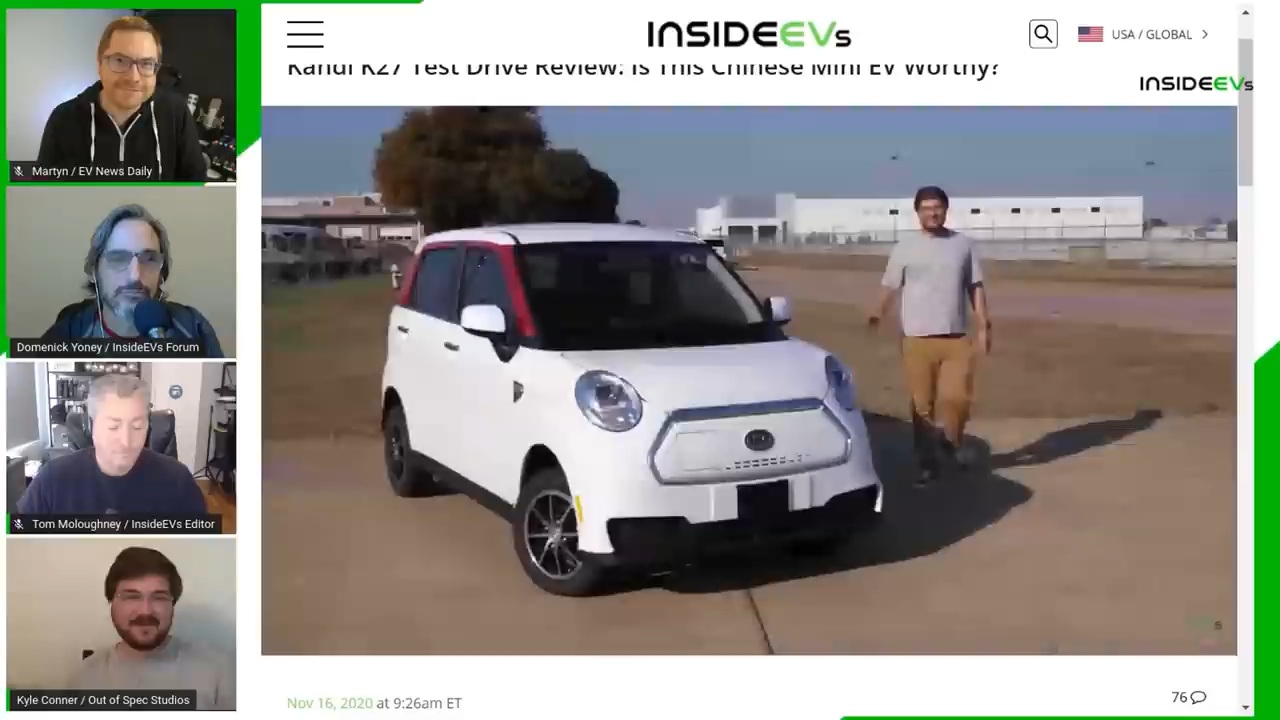 INSIDEEVs
USA / GLOBAL
Kandi K27 Test Drive Review: Is This Chinese Mini EV Worthy?
INSIDEEVs
Martyn / EV News Daily
Domenick Yoney / InsideEVs Forum
Tom Moloughney / InsideEVs Editor
Kyle Conner / Out of Spec Studios
Nov 16, 2020 at 9:26am ET
76